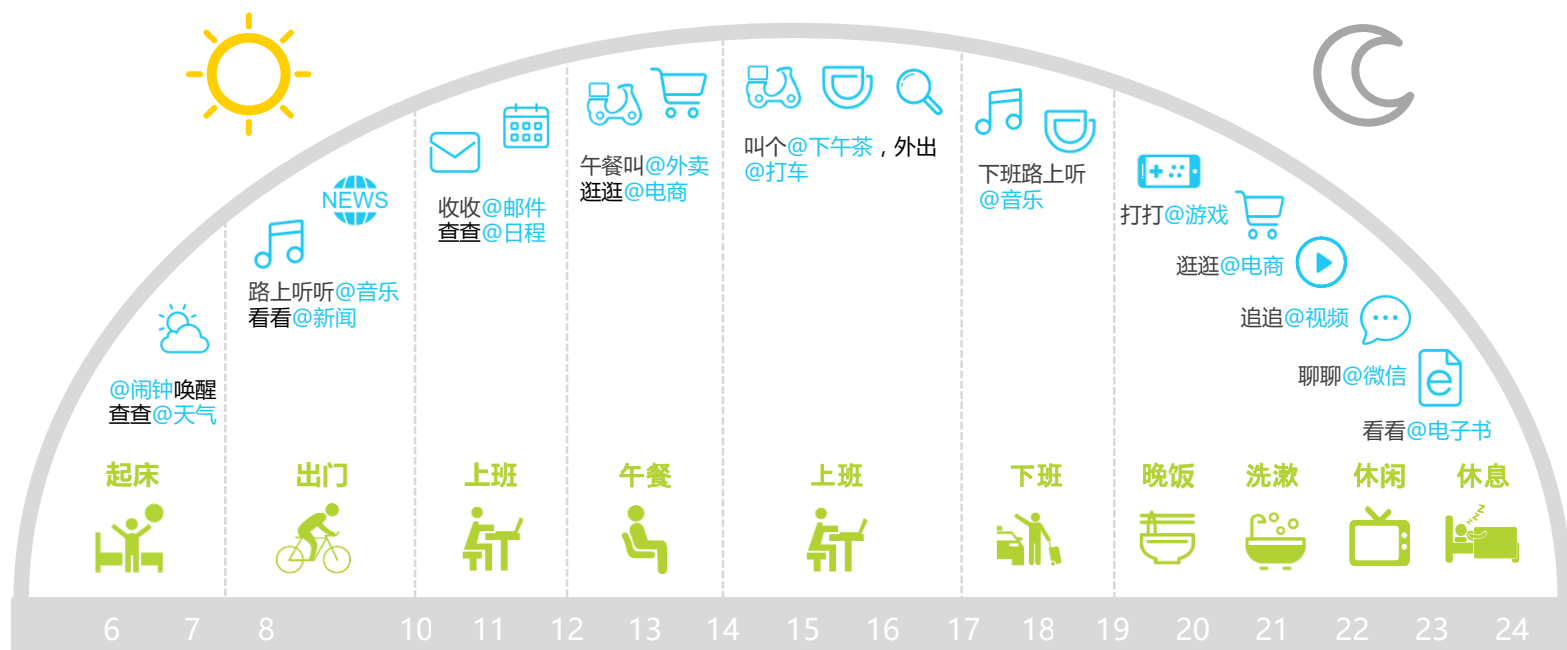 @闹钟唤醒
查查@天气
NEWS
路上听听@音乐
看看@新闻
收收@邮件
查查@日程
午餐叫@外卖
逛逛@电商
叫个@下午茶，外出
@打车
下班路上听
@音乐
打打@游戏
逛逛@电商
追追@视频
聊聊@微信
e
看看@电子书
起床 出门 上班 午餐 上班 下班 晚饭 洗漱 休闲 休息
zzz
6 7 8 10 11 12 13 14 15 16 17 18 19 20 21 22 23 24